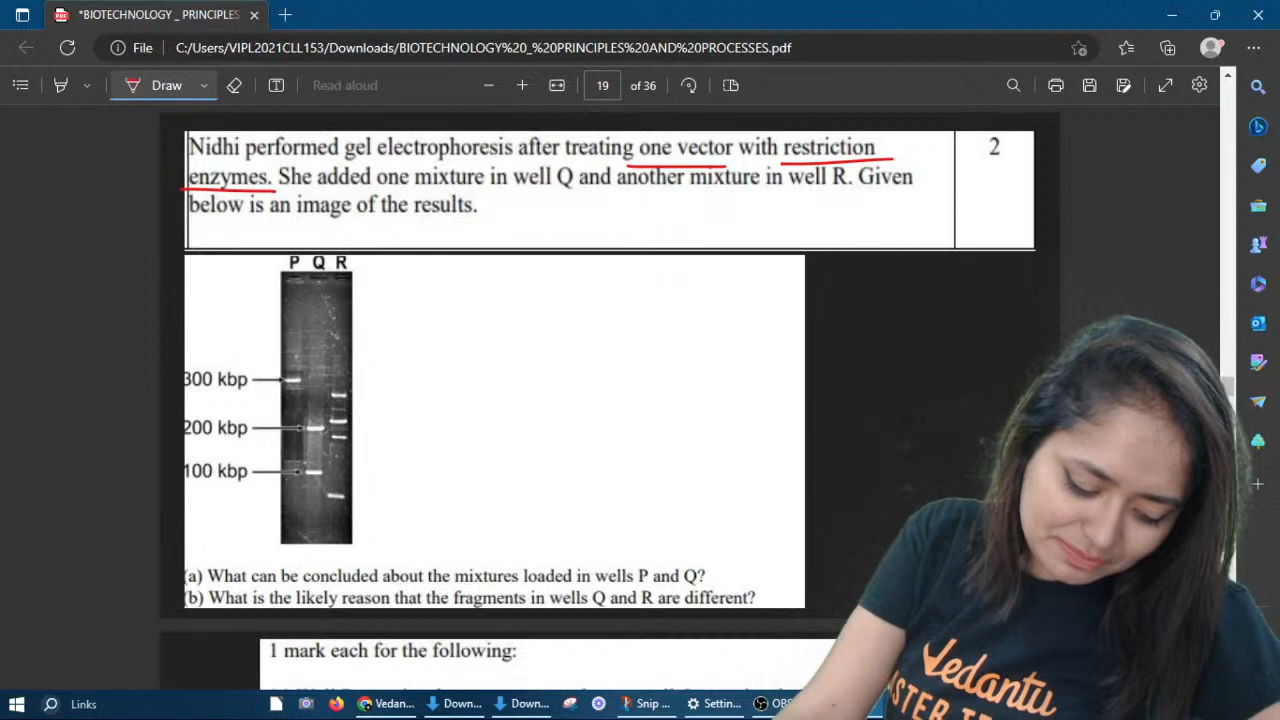 *BIOTECHNOLOGY _ PRINCIPLES
File
C:/Users/VIPL2021CLL153/Downloads/BIOTECHNOLOGY%20_%20PRINCIPLES%20AND%20PROCESSES.pdf
Draw
Read aloud
19 of 36
Nidhi performed gel electrophoresis after treating one vector with restriction
enzymes. She added one mixture in well Q and another mixture in well R. Given
below is an image of the results.
2
P Q R
300 kbp
200 kbp
100 kbp
(a) What can be concluded about the mixtures loaded in wells P and Q?
(b) What is the likely reason that the fragments in wells Q and R are different?
1 mark each for the following:
Vedantu
Links
Vedan...
Down...
Down...
Snip ...
Settin...